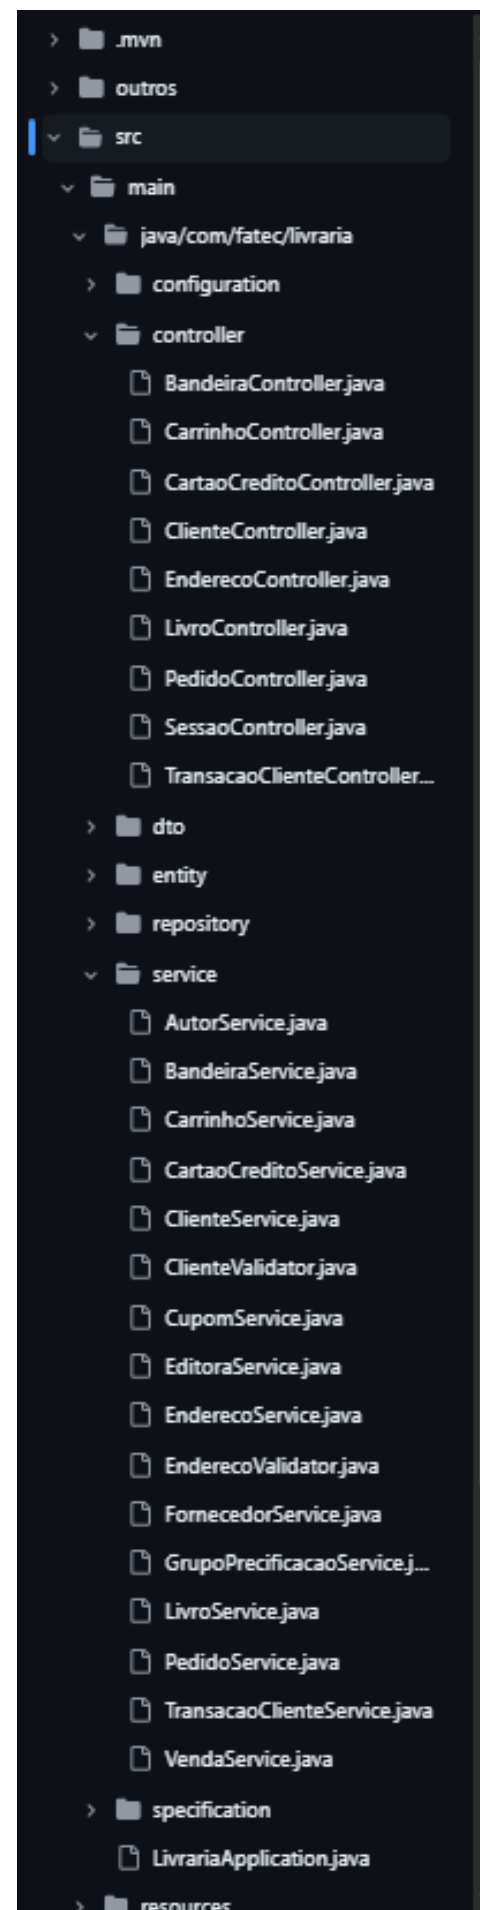 .mvn
outros
src
main
java/com/fatec/livraria
configuration
controller
BandeiraController.java
CarrinhoController.java
CartaoCreditoController.java
ClienteController.java
EnderecoController.java
LivroController.java
PedidoController.java
SessaoController.java
TransacaoClienteController...
dto
entity
repository
service
AutorService.java
BandeiraService.java
CarrinhoService.java
CartaoCreditoService.java
ClienteService.java
ClienteValidator.java
CupomService.java
EditoraService.java
EnderecoService.java
EnderecoValidator.java
FornecedorService.java
GrupoPrecificacaoService.j...
LivroService.java
PedidoService.java
TransacaoClienteService.java
VendaService.java
specification
LivrariaApplication.java
resources